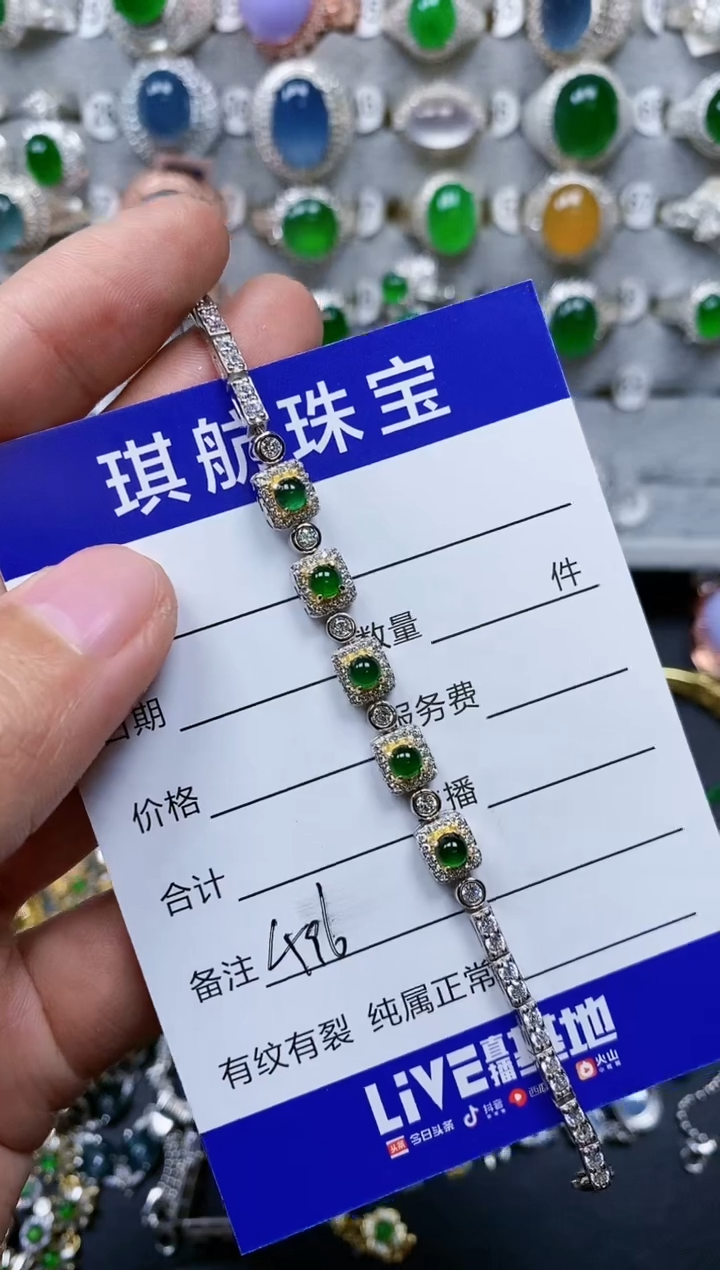 琪航珠宝
件
数量
日期
服务费
价格
播
合计
备注 496
有纹有裂 纯属正常
LiVE直播基地
头条 今日头条 抖音 西瓜 火山